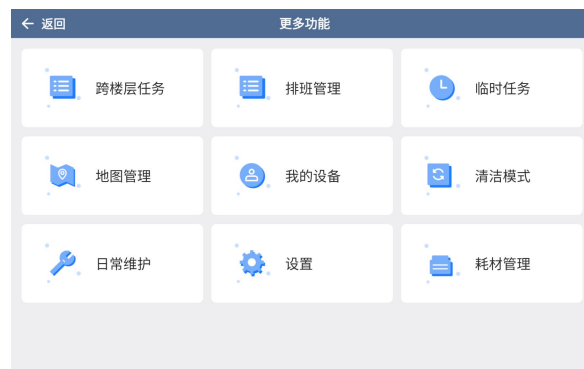 返回
更多功能
跨楼层任务
排班管理
临时任务
地图管理
我的设备
清洁模式
日常维护
设置
耗材管理